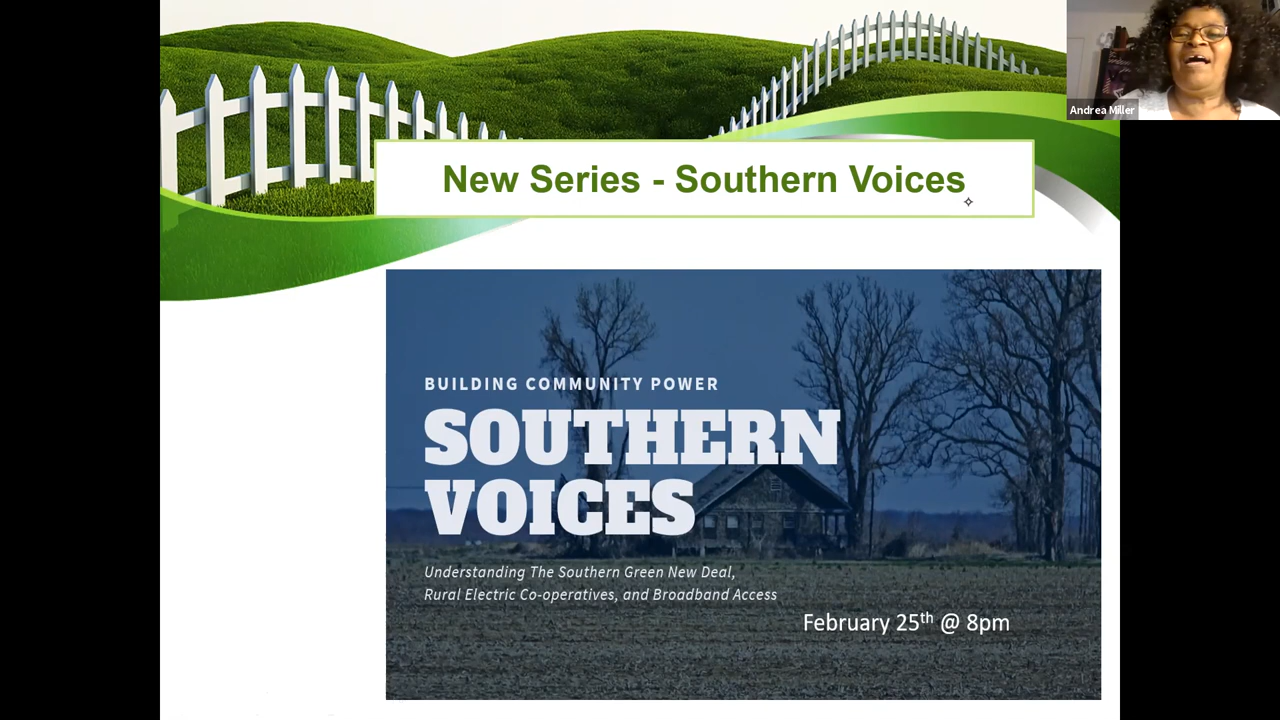 Andrea Miller
New Series - Southern Voices
BUILDING COMMUNITY POWER
SOUTHERN
VOICES
Understanding The Southern Green New Deal,
Rural Electric Co-operatives, and Broadband Access
February 25th @ 8pm